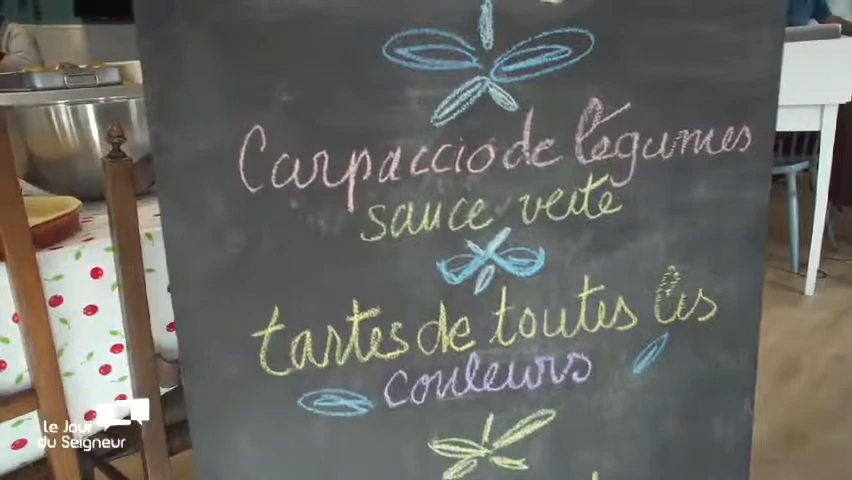 Carpaccio de légumes
sauce verte
tartes de toutes les
couleurs
le Jour
du Seigneur